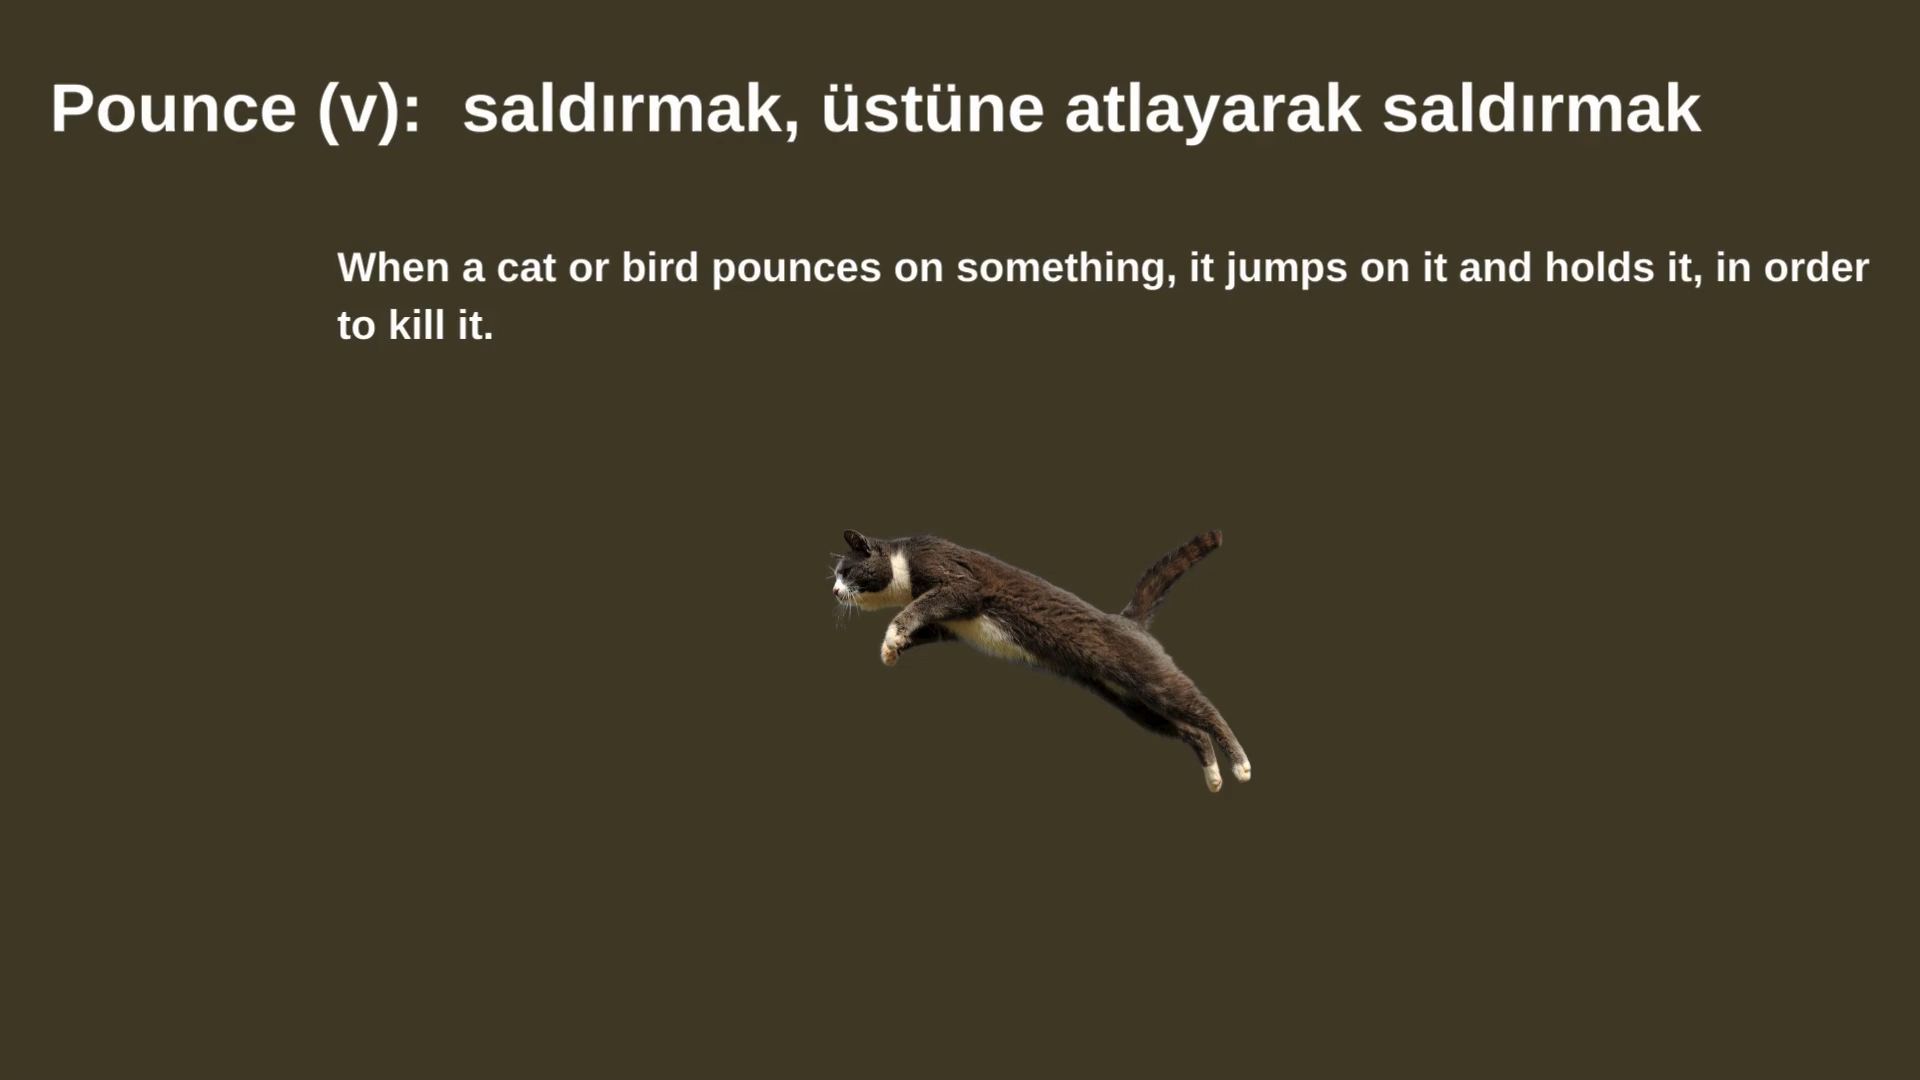 Pounce (v): saldırmak, üstüne atlayarak saldırmak
When a cat or bird pounces on something, it jumps on it and holds it, in order
to kill it.